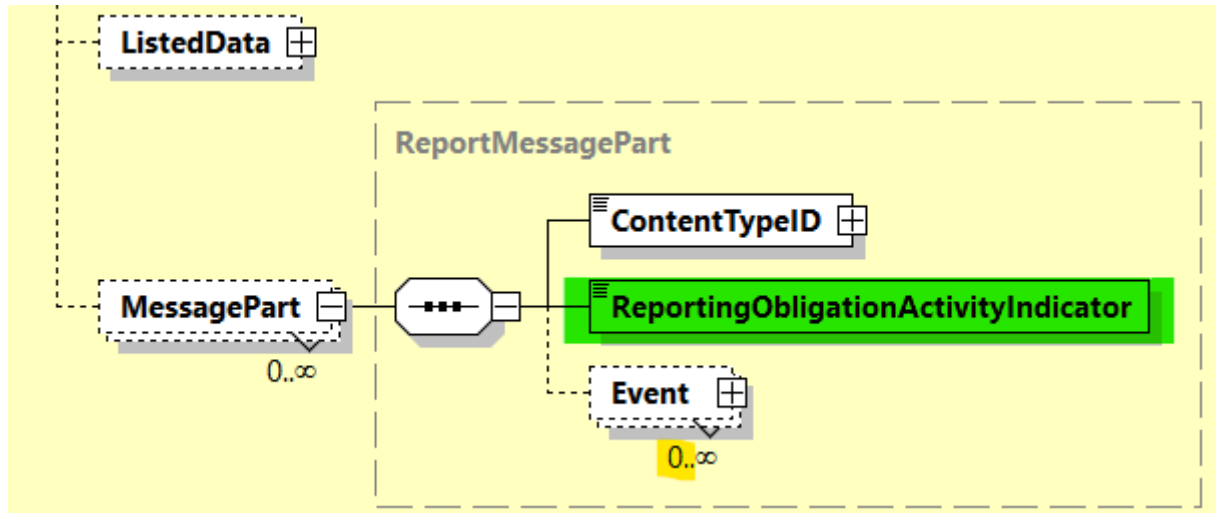 ListedData
ReportMessagePart
ContentTypeID
MessagePart
ReportingObligationActivityIndicator
0..∞
Event
0..∞